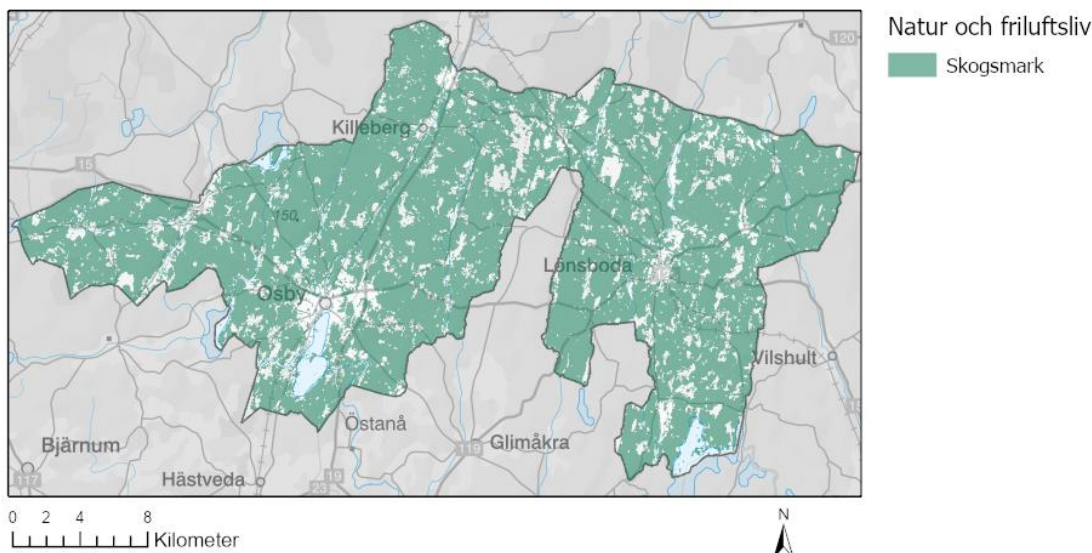 Natur och friluftsliv
Skogsmark
120
Killeberg
15
150
Lönsboda
Osby
Vilshult
Östanå
Bjärnum
Glimåkra
119
Hästveda
117
19
23
0 2 4 8
Kilometer
N